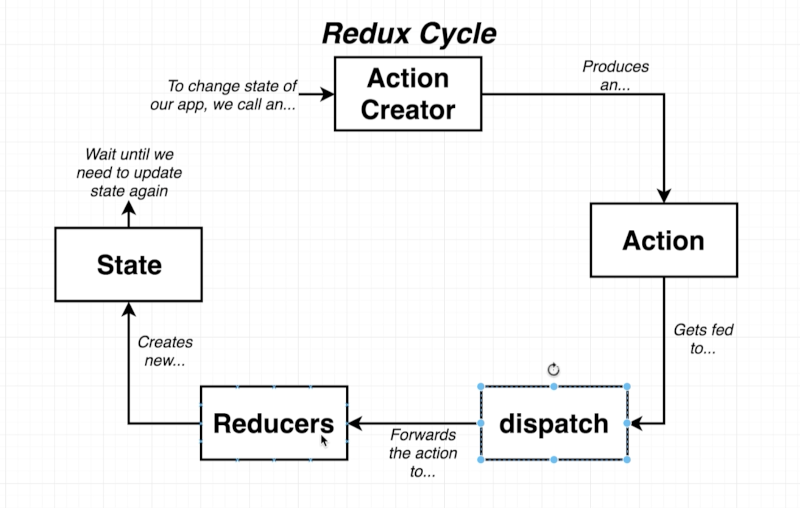 Redux Cycle
To change state of
our app, we call an...
Action
Creator
Produces
an...
Action
Gets fed
to...
dispatch
Forwards
the action
to...
Reducers
Creates
new...
State
Wait until we
need to update
state again